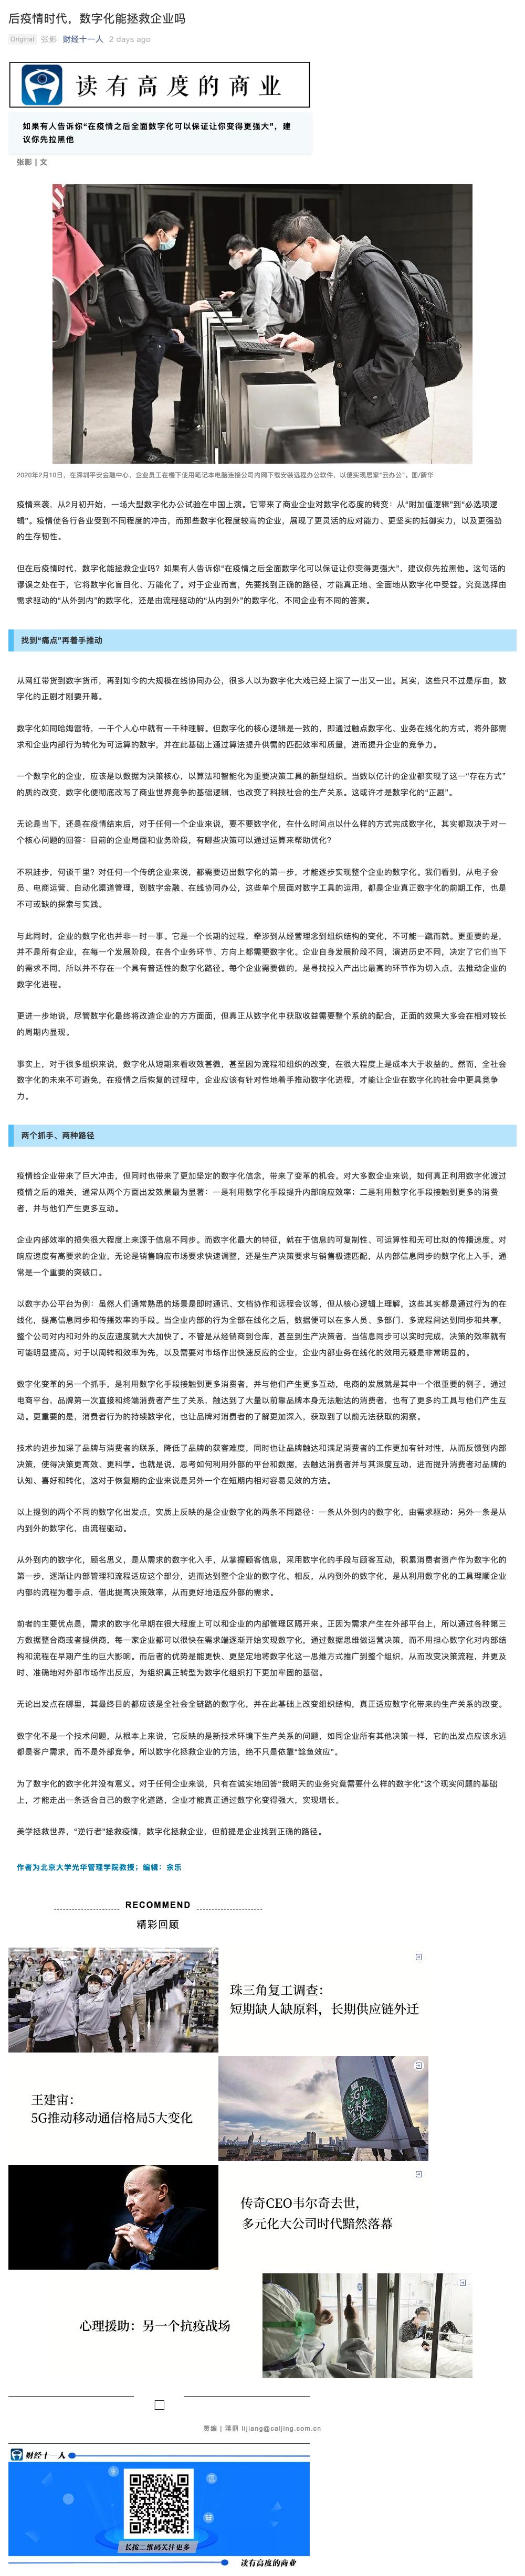 后疫情时代，数字化能拯救企业吗
Original 张影 财经十一人 2 days ago
读有高度的商业
如果有人告诉你“在疫情之后全面数字化可以保证让你变得更强大”，建
议你先拉黑他
张影 | 文
2020年2月10日，在深圳平安金融中心，企业员工在楼下使用笔记本电脑连接公司内网下载安装远程办公软件，以便实现居家“云办公”。图/新华
疫情来袭，从2月初开始，一场大型数字化办公试验在中国上演。它带来了商业企业对数字化态度的转变：从“附加值逻辑”到“必选项逻
辑”。疫情使各行各业受到不同程度的冲击，而那些数字化程度较高的企业，展现了更灵活的应对能力、更坚实的抵御实力，以及更强劲
的生存韧性。
但在后疫情时代，数字化能拯救企业吗？如果有人告诉你“在疫情之后全面数字化可以保证让你变得更强大”，建议你先拉黑他。这句话的
谬误之处在于，它将数字化盲目化、万能化了。对于企业而言，先要找到正确的路径，才能真正地、全面地从数字化中受益。究竟选择由
需求驱动的“从外到内”的数字化，还是由流程驱动的“从内到外”的数字化，不同企业有不同的答案。
找到“痛点”再着手推动
从网红带货到数字货币，再到如今的大规模在线协同办公，很多人以为数字化大戏已经上演了一出又一出。其实，这些只不过是序曲，数
字化的正剧才刚要开幕。
数字化如同哈姆雷特，一千个人心中就有一千种理解。但数字化的核心逻辑是一致的，即通过触点数字化、业务在线化的方式，将外部需
求和企业内部行为转化为可运算的数字，并在此基础上通过算法提升供需的匹配效率和质量，进而提升企业的竞争力。
一个数字化的企业，应该是以数据为决策核心，以算法和智能化为重要决策工具的新型组织。当数以亿计的企业都实现了这一“存在方式”
的质的改变，数字化便彻底改写了商业世界竞争的基础逻辑，也改变了科技社会的生产关系。这或许才是数字化的“正剧”。
无论是当下，还是在疫情结束后，对于任何一个企业来说，要不要数字化，在什么时间点以什么样的方式完成数字化，其实都取决于对一
个核心问题的回答：目前的企业局面和业务阶段，有哪些决策可以通过运算来帮助优化？
不积跬步，何谈千里？对任何一个传统企业来说，都需要迈出数字化的第一步，才能逐步实现整个企业的数字化。我们看到，从电子会
员、电商运营、自动化渠道管理，到数字金融、在线协同办公，这些单个层面对数字工具的运用，都是企业真正数字化的前期工作，也是
不可或缺的探索与实践。
与此同时，企业的数字化也并非一时一事。它是一个长期的过程，牵涉到从经营理念到组织结构的变化，不可能一蹴而就。更重要的是，
并不是所有企业，在每一个发展阶段，在各个业务环节、方向上都需要数字化。企业自身发展阶段不同，演进历史不同，决定了它们当下
的需求不同，所以并不存在一个具有普适性的数字化路径。每个企业需要做的，是寻找投入产出比最高的环节作为切入点，去推动企业的
数字化进程。
更进一步地说，尽管数字化最终将改造企业的方方面面，但真正从数字化中获取收益需要整个系统的配合，正面的效果大多会在相对较长
的周期内显现。
事实上，对于很多组织来说，数字化从短期来看收效甚微，甚至因为流程和组织的改变，在很大程度上是成本大于收益的。然而，全社会
数字化的未来不可避免，在疫情之后恢复的过程中，企业应该有针对性地着手推动数字化进程，才能让企业在数字化的社会中更具竞争
力。
两个抓手、两种路径
疫情给企业带来了巨大冲击，但同时也带来了更加坚定的数字化信念，带来了变革的机会。对大多数企业来说，如何真正利用数字化渡过
疫情之后的难关，通常从两个方面出发效果最为显著：一是利用数字化手段提升内部响应效率；二是利用数字化手段接触到更多的消费
者，并与他们产生更多互动。
企业内部效率的损失很大程度上来源于信息不同步。而数字化最大的特征，就在于信息的可复制性、可运算性和无可比拟的传播速度。对
响应速度有高要求的企业，无论是销售响应市场要求快速调整，还是生产决策要求与销售极速匹配，从内部信息同步的数字化上入手，通
常是一个重要的突破口。
以数字办公平台为例：虽然人们通常熟悉的场景是即时通讯、文档协作和远程会议等，但从核心逻辑上理解，这些其实都是通过行为的在
线化，提高信息同步和传播效率的手段。当企业内部的行为全部在线化之后，数据便可以在多人员、多部门、多流程间达到同步和共享，
整个公司对内和对外的反应速度就大大加快了。不管是从经销商到仓库，甚至到生产决策者，当信息同步可以实时完成，决策的效率就有
可能明显提高。对于以周转和效率为先，以及需要对市场作出快速反应的企业，企业内部业务在线化的效用无疑是非常明显的。
数字化变革的另一个抓手，是利用数字化手段接触到更多消费者，并与他们产生更多互动，电商的发展就是其中一个很重要的例子。通过
电商平台，品牌第一次直接和终端消费者产生了关系，触达到了大量以前靠品牌本身无法触达的消费者，也有了更多的工具与他们产生互
动。更重要的是，消费者行为的持续数字化，也让品牌对消费者的了解更加深入，获取到了以前无法获取的洞察。
技术的进步加深了品牌与消费者的联系，降低了品牌的获客难度，同时也让品牌触达和满足消费者的工作更加有针对性，从而反馈到内部
决策，使得决策更高效、更科学。也就是说，思考如何利用外部的平台和数据，去触达消费者并与其深度互动，进而提升消费者对品牌的
认知、喜好和转化，这对于恢复期的企业来说是另外一个在短期内相对容易见效的方法。
以上提到的两个不同的数字化出发点，实质上反映的是企业数字化的两条不同路径：一条从外到内的数字化，由需求驱动；另外一条是从
内到外的数字化，由流程驱动。
从外到内的数字化，顾名思义，是从需求的数字化入手，从掌握顾客信息，采用数字化的手段与顾客互动，积累消费者资产作为数字化的
第一步，逐渐让内部管理和流程适应这个部分，进而达到整个企业的数字化。相反，从内到外的数字化，是从利用数字化的工具理顺企业
内部的流程为着手点，借此提高决策效率，从而更好地适应外部的需求。
前者的主要优点是，需求的数字化早期在很大程度上可以和企业的内部管理区隔开来。正因为需求产生在外部平台上，所以通过各种第三
方数据整合商或者提供商，每一家企业都可以很快在需求端逐渐开始实现数字化，通过数据思维做运营决策，而不用担心数字化对内部结
构和流程在早期产生的巨大影响。而后者的优势是能更快、更坚定地将数字化这一思维方式推广到整个组织，从而改变决策流程，并更及
时、准确地对外部市场作出反应，为组织真正转型为数字化组织打下更加牢固的基础。
无论出发点在哪里，其最终目的都应该是全社会全链路的数字化，并在此基础上改变组织结构，真正适应数字化带来的生产关系的改变。
数字化不是一个技术问题，从根本上来说，它反映的是新技术环境下生产关系的问题，如同企业所有其他决策一样，它的出发点应该永远
都是客户需求，而不是外部竞争。所以数字化拯救企业的方法，绝不只是依靠“鲶鱼效应”。
为了数字化的数字化并没有意义。对于任何企业来说，只有在诚实地回答“我明天的业务究竟需要什么样的数字化”这个现实问题的基础
上，才能走出一条适合自己的数字化道路，企业才能真正通过数字化变得强大，实现增长。
美学拯救世界，“逆行者”拯救疫情，数字化拯救企业，但前提是企业找到正确的路径。
作者为北京大学光华管理学院教授；编辑：余乐
RECOMMEND
精彩回顾
珠三角复工调查：
短期缺人缺原料，长期供应链外迁
王建宙：
5G推动移动通信格局5大变化
传奇CEO韦尔奇去世，
多元化大公司时代黯然落幕
心理援助：另一个抗疫战场
责编 | 蒋丽 lijiang@caijing.com.cn
财经十一人
长按二维码关注更多
读有高度的商业